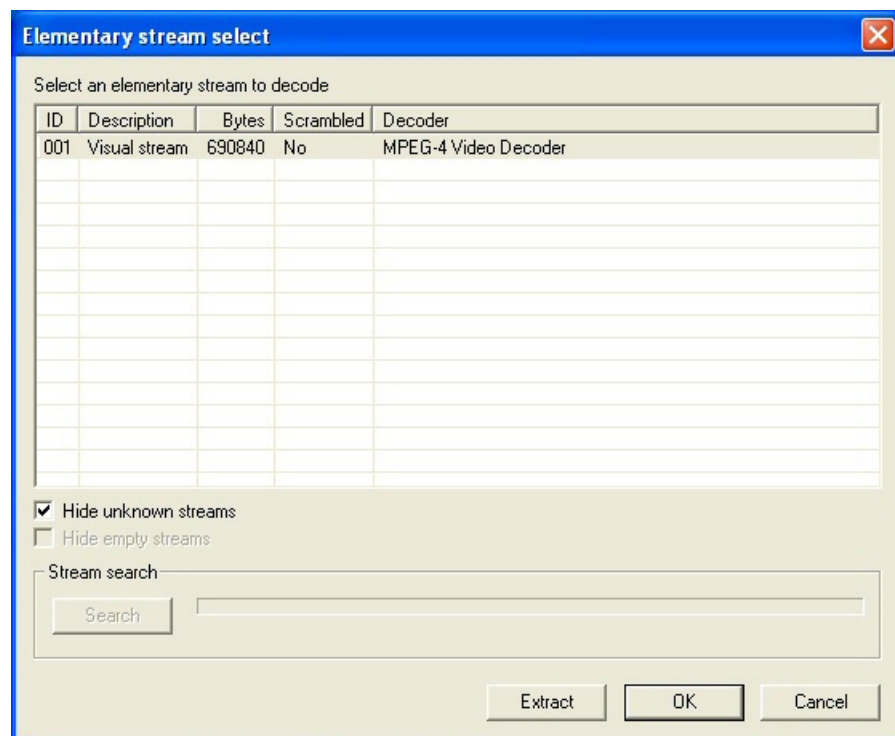 Elementary stream select
Select an elementary stream to decode
ID Description Bytes Scrambled Decoder
001 Visual stream 690840 No MPEG-4 Video Decoder
Hide unknown streams
Hide empty streams
Stream search
Search
Extract OK Cancel